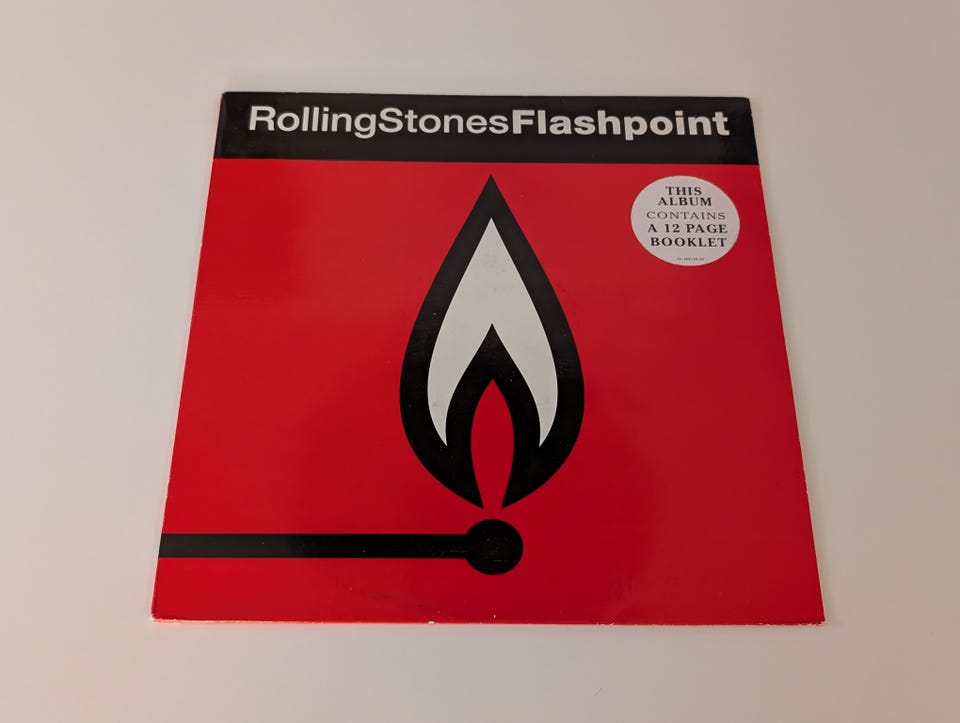 RollingStonesFlashpoint
THIS
ALBUM
CONTAINS
A 12 PAGE
BOOKLET